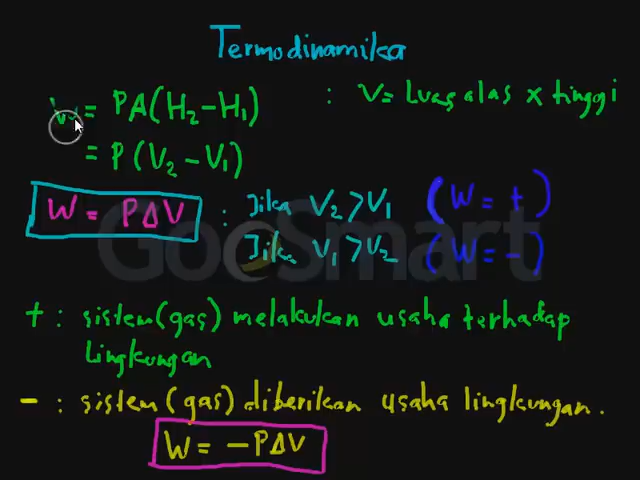 Termodinamika
W = PA(H₂-H₁) : V = Luas alas x tinggi
= P(V₂-V₁)
W = PΔV : Jika V₂>V₁ (W = +)
Jika V₁>V₂ (W = -)
GoeSmart
+ : sistem(gas) melakukan usaha terhadap
lingkungan
- : sistem(gas) diberikan usaha lingkungan.
W = -PΔV